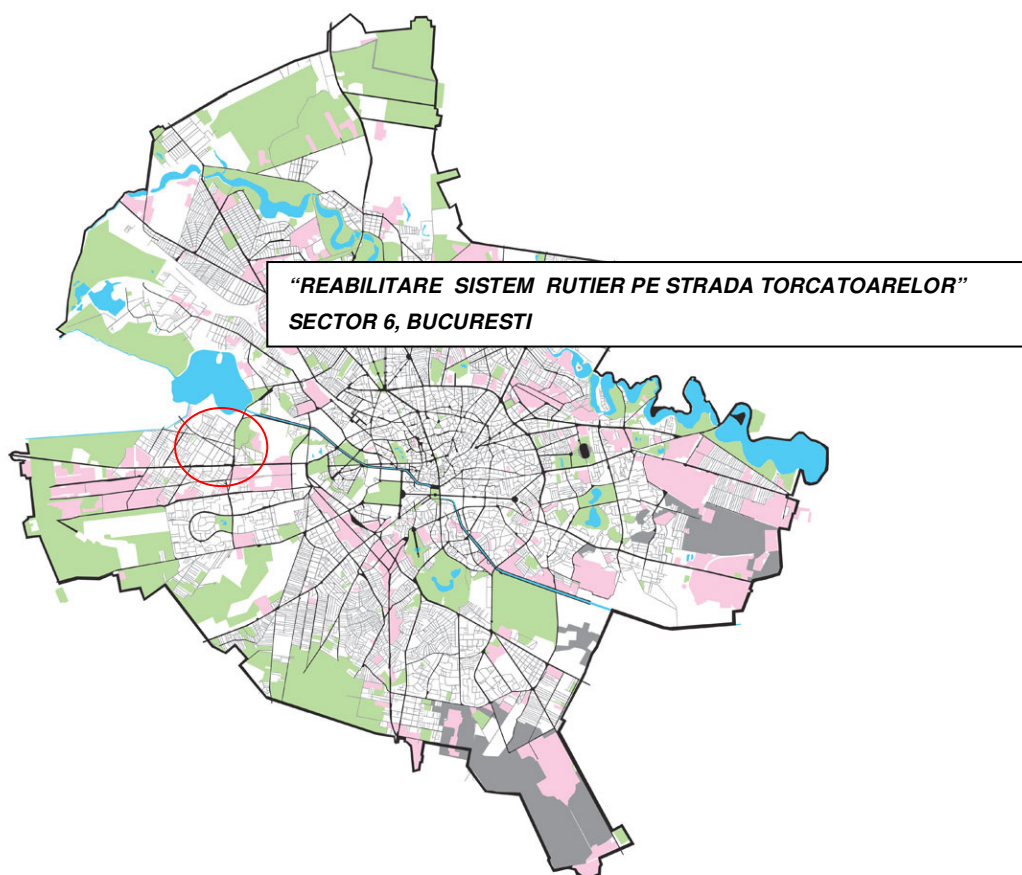 “REABILITARE SISTEM RUTIER PE STRADA TORCATOARELOR”
SECTOR 6, BUCURESTI